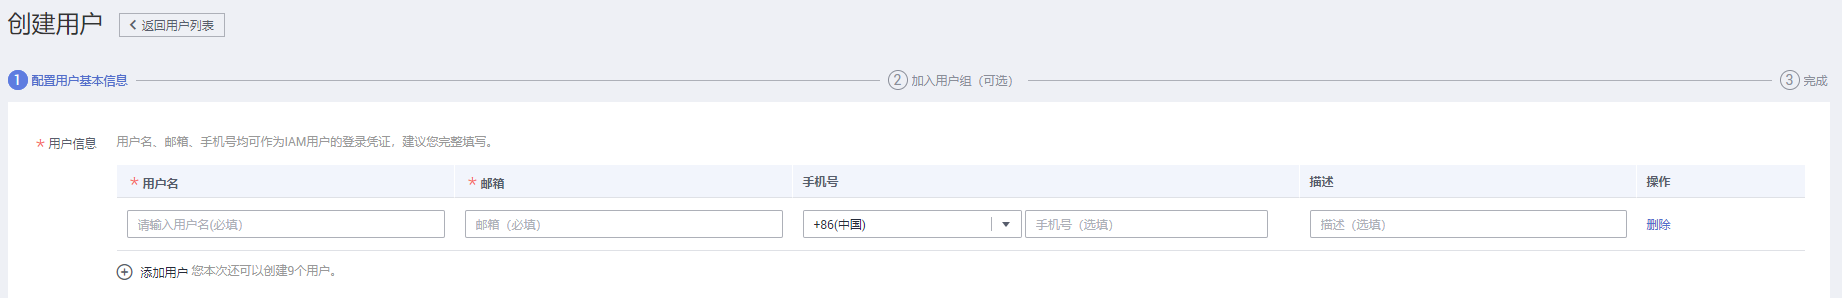 创建用户 返回用户列表
1 配置用户基本信息 2 加入用户组（可选） 3 完成
* 用户信息 用户名、邮箱、手机号均可作为IAM用户的登录凭证，建议您完整填写。
* 用户名 * 邮箱 手机号 描述 操作
请输入用户名(必填) 邮箱（必填） +86(中国) 手机号（选填） 描述（选填） 删除
添加用户 您本次还可以创建9个用户。